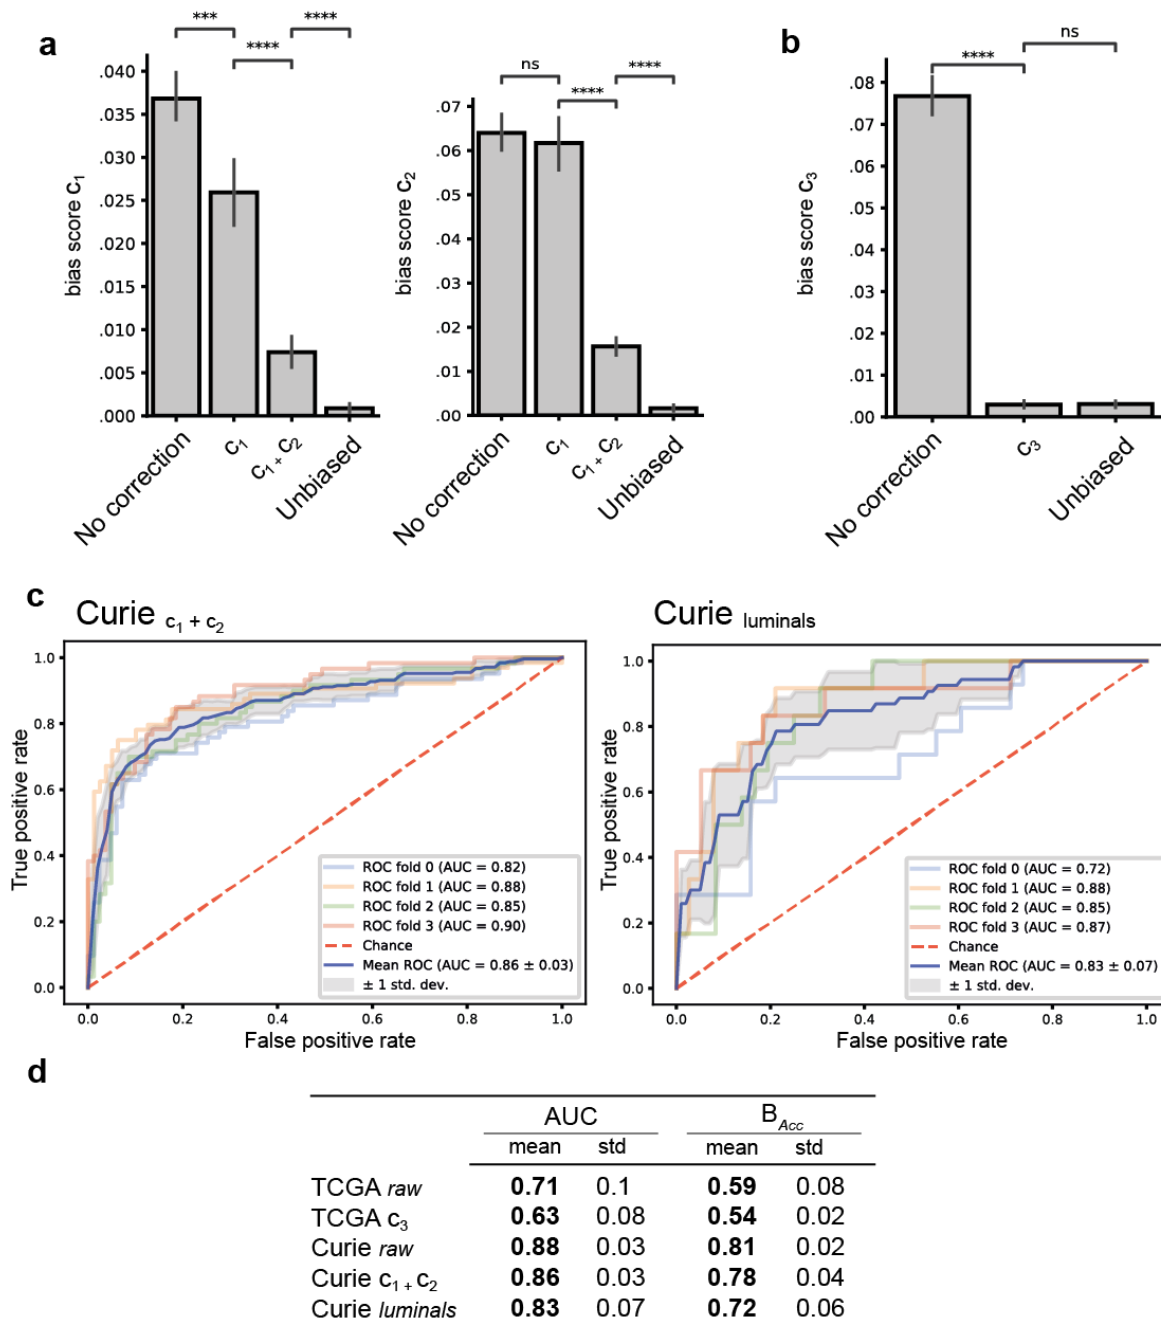 a
*** ****
****
bias score c1
.040
.035
.030
.025
.020
.015
.010
.005
.000
No correction
c1
c1 + c2
Unbiased
ns ****
****
bias score c2
.07
.06
.05
.04
.03
.02
.01
.00
No correction
c1
c1 + c2
Unbiased
b
ns
****
bias score c3
.08
.07
.06
.05
.04
.03
.02
.01
.00
No correction
c3
Unbiased
c
Curie c1 + c2
True positive rate
1.0
0.8
0.6
0.4
0.2
0.0
ROC fold 0 (AUC = 0.82)
ROC fold 1 (AUC = 0.88)
ROC fold 2 (AUC = 0.85)
ROC fold 3 (AUC = 0.90)
Chance
Mean ROC (AUC = 0.86 ± 0.03)
± 1 std. dev.
0.0 0.2 0.4 0.6 0.8 1.0
False positive rate
Curie luminals
True positive rate
1.0
0.8
0.6
0.4
0.2
0.0
ROC fold 0 (AUC = 0.72)
ROC fold 1 (AUC = 0.88)
ROC fold 2 (AUC = 0.85)
ROC fold 3 (AUC = 0.87)
Chance
Mean ROC (AUC = 0.83 ± 0.07)
± 1 std. dev.
0.0 0.2 0.4 0.6 0.8 1.0
False positive rate
d
AUC BAcc
mean std mean std
TCGA raw 0.71 0.1 0.59 0.08
TCGA c3 0.63 0.08 0.54 0.02
Curie raw 0.88 0.03 0.81 0.02
Curie c1 + c2 0.86 0.03 0.78 0.04
Curie luminals 0.83 0.07 0.72 0.06